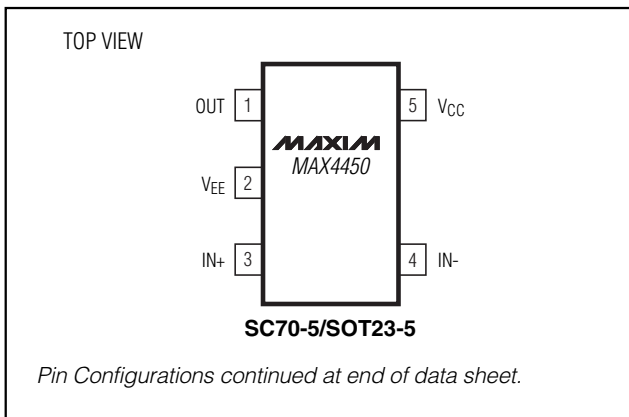 TOP VIEW
OUT 1
5 VCC
MAXIM
MAX4450
VEE 2
IN+ 3
4 IN-
SC70-5/SOT23-5
Pin Configurations continued at end of data sheet.